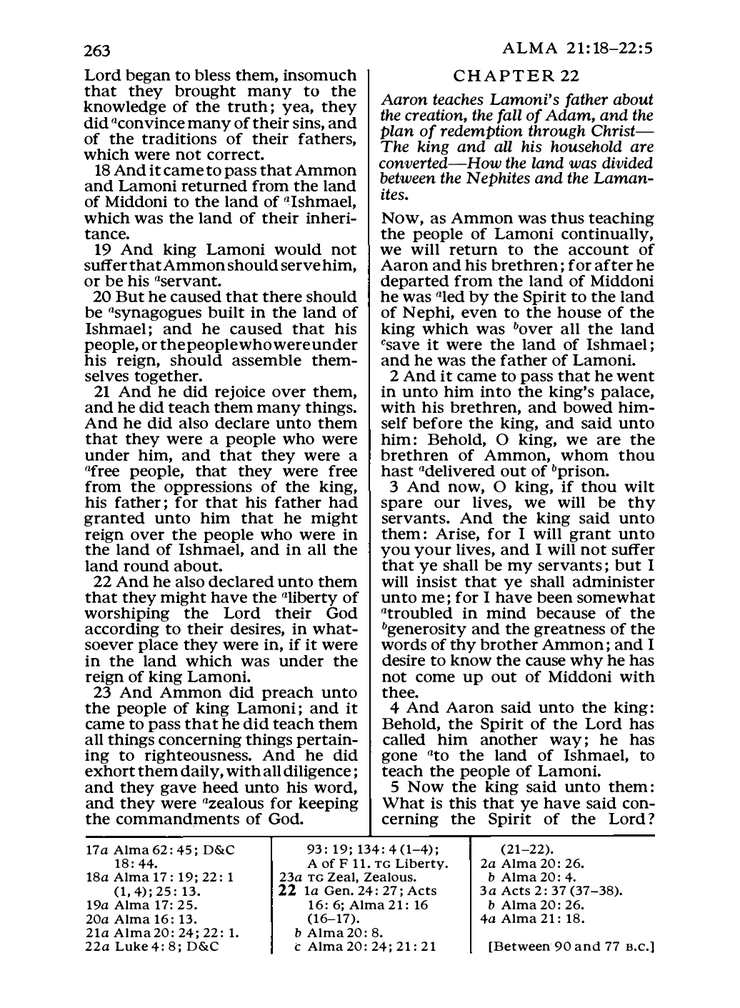 263
ALMA 21:18–22:5
Lord began to bless them, insomuch
that they brought many to the
knowledge of the truth; yea, they
did aconvince many of their sins, and
of the traditions of their fathers,
which were not correct.
18 And it came to pass that Ammon
and Lamoni returned from the land
of Middoni to the land of aIshmael,
which was the land of their inheri-
tance.
19 And king Lamoni would not
suffer that Ammon should serve him,
or be his aservant.
20 But he caused that there should
be asynagogues built in the land of
Ishmael; and he caused that his
people, or the people who were under
his reign, should assemble them-
selves together.
21 And he did rejoice over them,
and he did teach them many things.
And he did also declare unto them
that they were a people who were
under him, and that they were a
afree people, that they were free
from the oppressions of the king,
his father; for that his father had
granted unto him that he might
reign over the people who were in
the land of Ishmael, and in all the
land round about.
22 And he also declared unto them
that they might have the aliberty of
worshiping the Lord their God
according to their desires, in what-
soever place they were in, if it were
in the land which was under the
reign of king Lamoni.
23 And Ammon did preach unto
the people of king Lamoni; and it
came to pass that he did teach them
all things concerning things pertain-
ing to righteousness. And he did
exhort them daily, with all diligence;
and they gave heed unto his word,
and they were azealous for keeping
the commandments of God.
CHAPTER 22
Aaron teaches Lamoni's father about
the creation, the fall of Adam, and the
plan of redemption through Christ—
The king and all his household are
converted—How the land was divided
between the Nephites and the Laman-
ites.
Now, as Ammon was thus teaching
the people of Lamoni continually,
we will return to the account of
Aaron and his brethren; for after he
departed from the land of Middoni
he was aled by the Spirit to the land
of Nephi, even to the house of the
king which was bover all the land
csave it were the land of Ishmael;
and he was the father of Lamoni.
2 And it came to pass that he went
in unto him into the king's palace,
with his brethren, and bowed him-
self before the king, and said unto
him: Behold, O king, we are the
brethren of Ammon, whom thou
hast adelivered out of bprison.
3 And now, O king, if thou wilt
spare our lives, we will be thy
servants. And the king said unto
them: Arise, for I will grant unto
you your lives, and I will not suffer
that ye shall be my servants; but I
will insist that ye shall administer
unto me; for I have been somewhat
atroubled in mind because of the
bgenerosity and the greatness of the
words of thy brother Ammon; and I
desire to know the cause why he has
not come up out of Middoni with
thee.
4 And Aaron said unto the king:
Behold, the Spirit of the Lord has
called him another way; he has
gone ato the land of Ishmael, to
teach the people of Lamoni.
5 Now the king said unto them:
What is this that ye have said con-
cerning the Spirit of the Lord?
17a Alma 62:45; D&C
18:44.
18a Alma 17:19; 22:1
(1, 4); 25:13.
19a Alma 17:25.
20a Alma 16:13.
21a Alma 20:24; 22:1.
22a Luke 4:8; D&C
93:19; 134:4 (1–4);
A of F 11. TG Liberty.
23a TG Zeal, Zealous.
22 1a Gen. 24:27; Acts
16:6; Alma 21:16
(16–17).
b Alma 20:8.
c Alma 20:24; 21:21
(21–22).
2a Alma 20:26.
b Alma 20:4.
3a Acts 2:37 (37–38).
b Alma 20:26.
4a Alma 21:18.
[Between 90 and 77 B.C.]